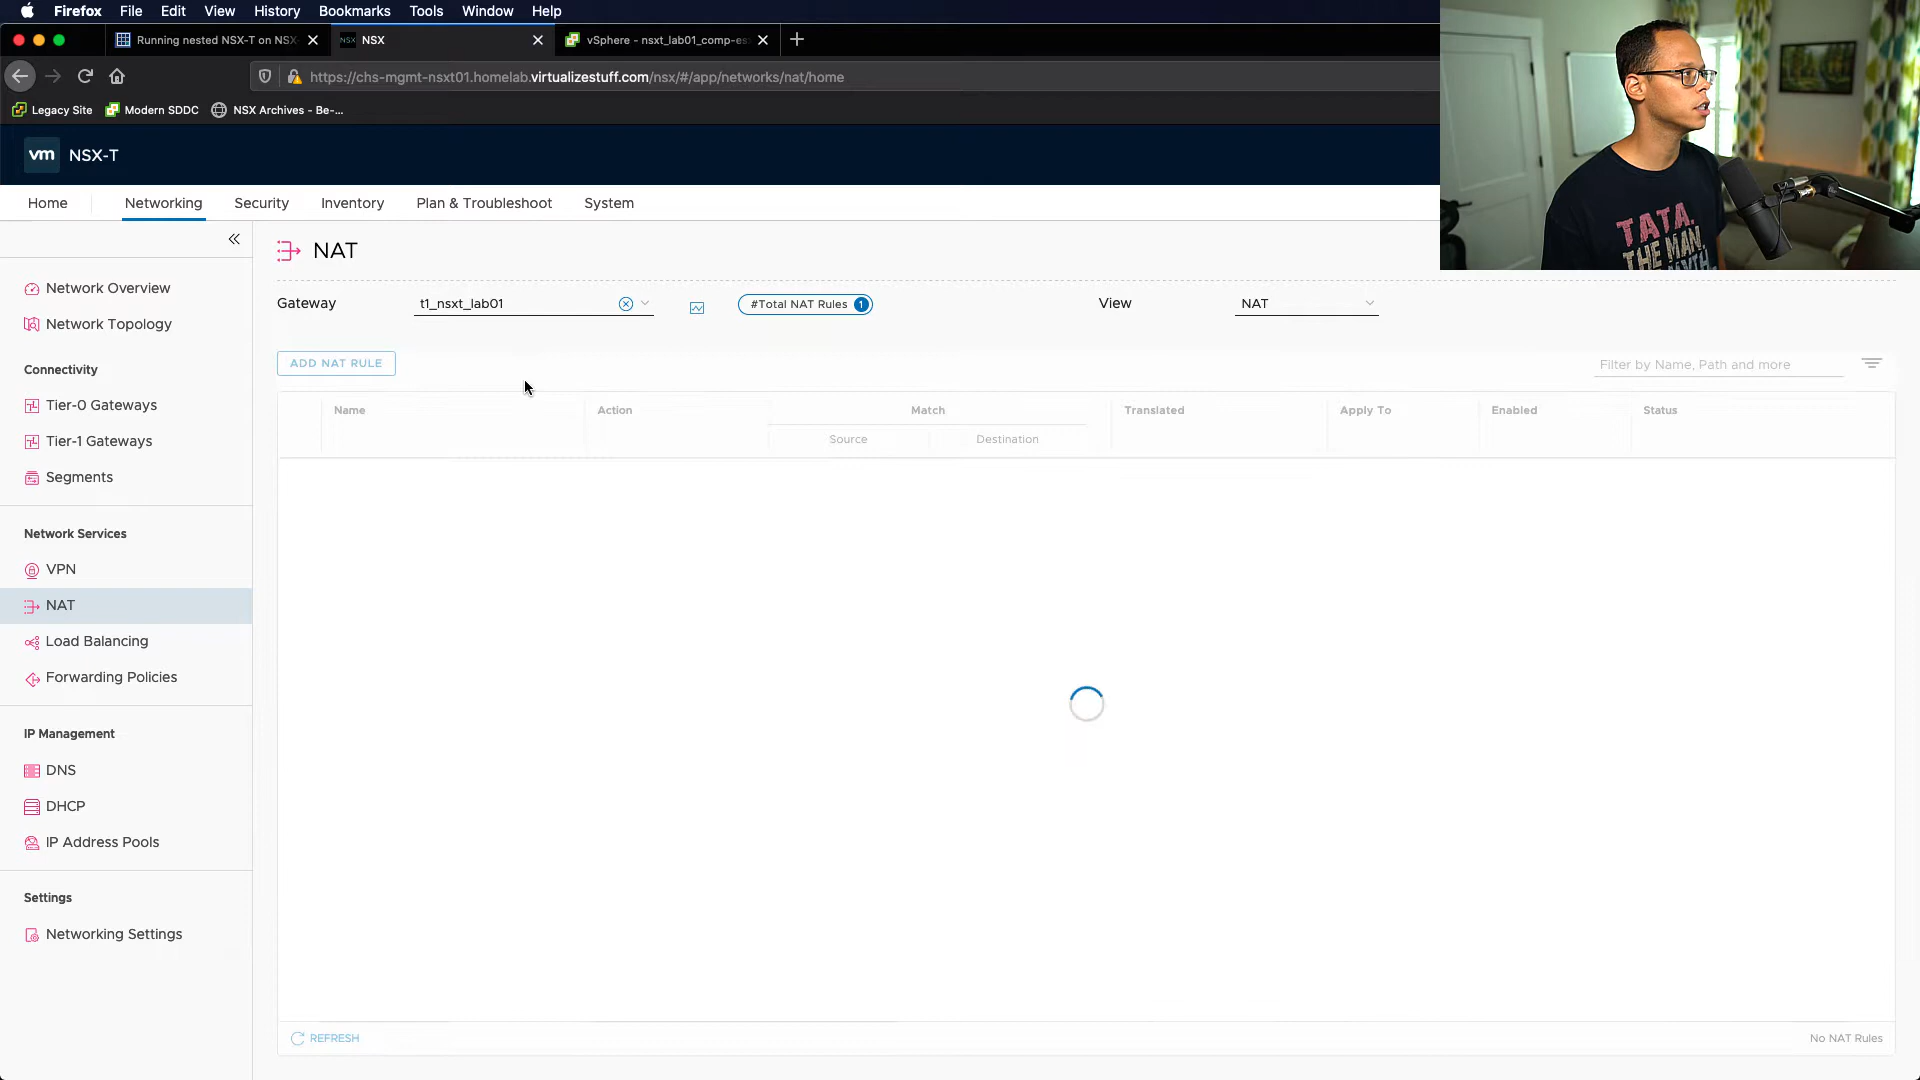 Firefox File Edit View History Bookmarks Tools Window Help
Running nested NSX-T on NSX-
NSX NSX
vSphere - nsxt_lab01_comp-es
https://chs-mgmt-nsxt01.homelab.virtualizestuff.com/nsx/#/app/networks/nat/home
Legacy Site Modern SDDC NSX Archives - Be-...
vm NSX-T
Home Networking Security Inventory Plan & Troubleshoot System
Network Overview
Network Topology
Connectivity
Tier-0 Gateways
Tier-1 Gateways
Segments
Network Services
VPN
NAT
Load Balancing
Forwarding Policies
IP Management
DNS
DHCP
IP Address Pools
Settings
Networking Settings
NAT
Gateway t1_nsxt_lab01 #Total NAT Rules 1 View NAT
ADD NAT RULE Filter by Name, Path and more
Name Action Match Translated Apply To Enabled Status
Source Destination
REFRESH No NAT Rules
TATA.
THE MAN.
MYTH.